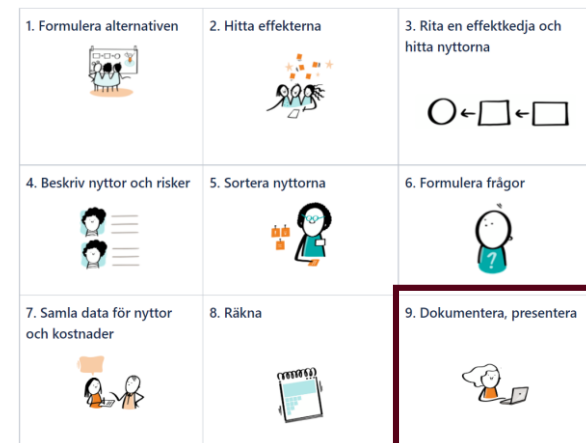 1. Formulera alternativen
2. Hitta effekterna
3. Rita en effektkedja och
hitta nyttorna
4. Beskriv nyttor och risker
5. Sortera nyttorna
6. Formulera frågor
?
7. Samla data för nyttor
och kostnader
8. Räkna
9. Dokumentera, presentera